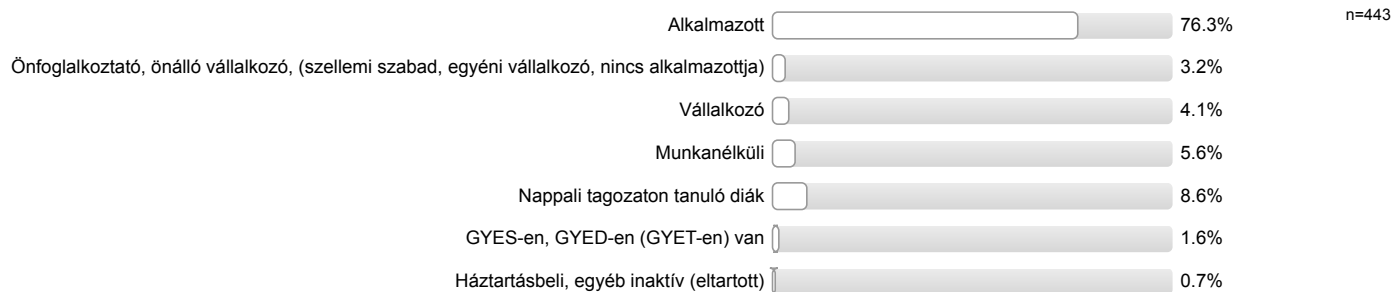 Alkalmazott 76.3% n=443
Önfoglalkoztató, önálló vállalkozó, (szellemi szabad, egyéni vállalkozó, nincs alkalmazottja) 3.2%
Vállalkozó 4.1%
Munkanélküli 5.6%
Nappali tagozaton tanuló diák 8.6%
GYES-en, GYED-en (GYET-en) van 1.6%
Háztartásbeli, egyéb inaktív (eltartott) 0.7%